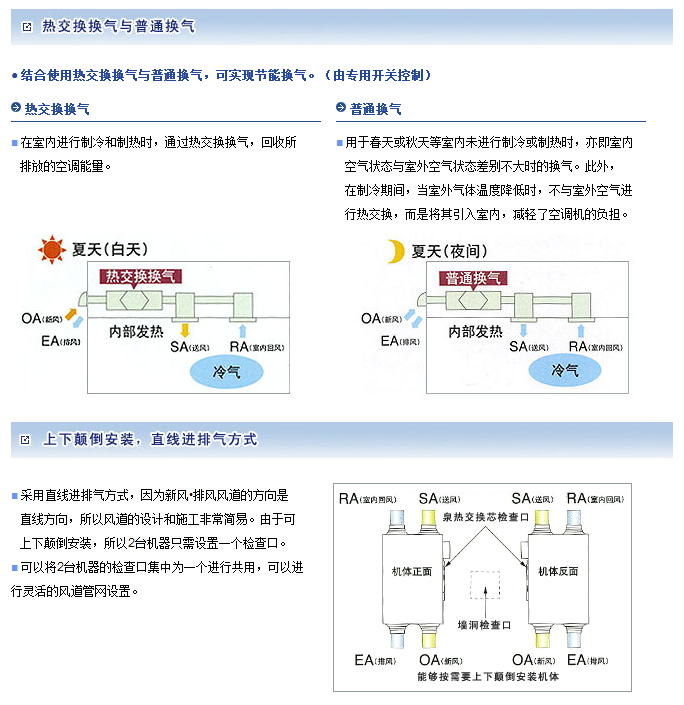 热交换换气与普通换气
●结合使用热交换换气与普通换气，可实现节能换气。（由专用开关控制）
热交换换气
■在室内进行制冷和制热时，通过热交换换气，回收所
排放的空调能量。
普通换气
■用于春天或秋天等室内未进行制冷或制热时，亦即室内
空气状态与室外空气状态差别不大时的换气。此外，
在制冷期间，当室外气体温度降低时，不与室外空气进
行热交换，而是将其引入室内，减轻了空调机的负担。
夏天（白天）
热交换换气
OA（新风）
EA（排风）
内部发热
SA（送风）
RA（室内回风）
冷气
夏天（夜间）
普通换气
OA（新风）
EA（排风）
内部发热
SA（送风）
RA（室内回风）
冷气
上下颠倒安装，直线进排气方式
■采用直线进排气方式，因为新风•排风风道的方向是
直线方向，所以风道的设计和施工非常简易。由于可
上下颠倒安装，所以2台机器只需设置一个检查口。
■可以将2台机器的检查口集中为一个进行共用，可以进
行灵活的风道管网设置。
RA（室内回风） SA（送风） SA（送风） RA（室内回风）
泉热交换芯检查口
机体正面 机体反面
墙洞检查口
EA（排风） OA（新风） OA（新风） EA（排风）
能够按需要上下颠倒安装机体